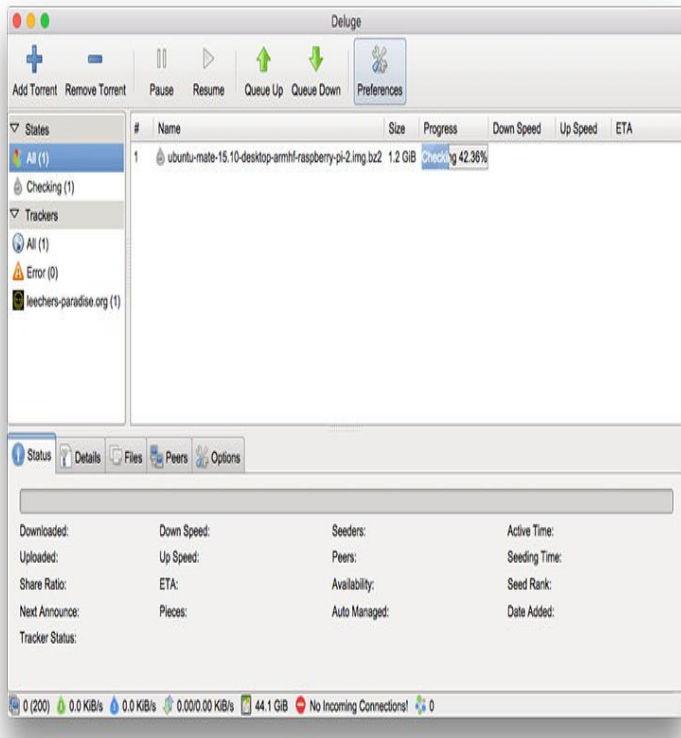 Deluge
Add Torrent Remove Torrent Pause Resume Queue Up Queue Down Preferences
States
All (1)
Checking (1)
Trackers
All (1)
Error (0)
leechers-paradise.org (1)
# Name Size Progress Down Speed Up Speed ETA
1 ubuntu-mate-15.10-desktop-armhf-raspberry-pi-2.img.bz2 1.2 GiB Checking 42.36%
Status Details Files Peers Options
Downloaded: Down Speed: Seeders: Active Time:
Uploaded: Up Speed: Peers: Seeding Time:
Share Ratio: ETA: Availability: Seed Rank:
Next Announce: Pieces: Auto Managed: Date Added:
Tracker Status:
0 (200) 0.0 KiB/s 0.0 KiB/s 0.00/0.00 KiB/s 44.1 GiB No Incoming Connections! 0